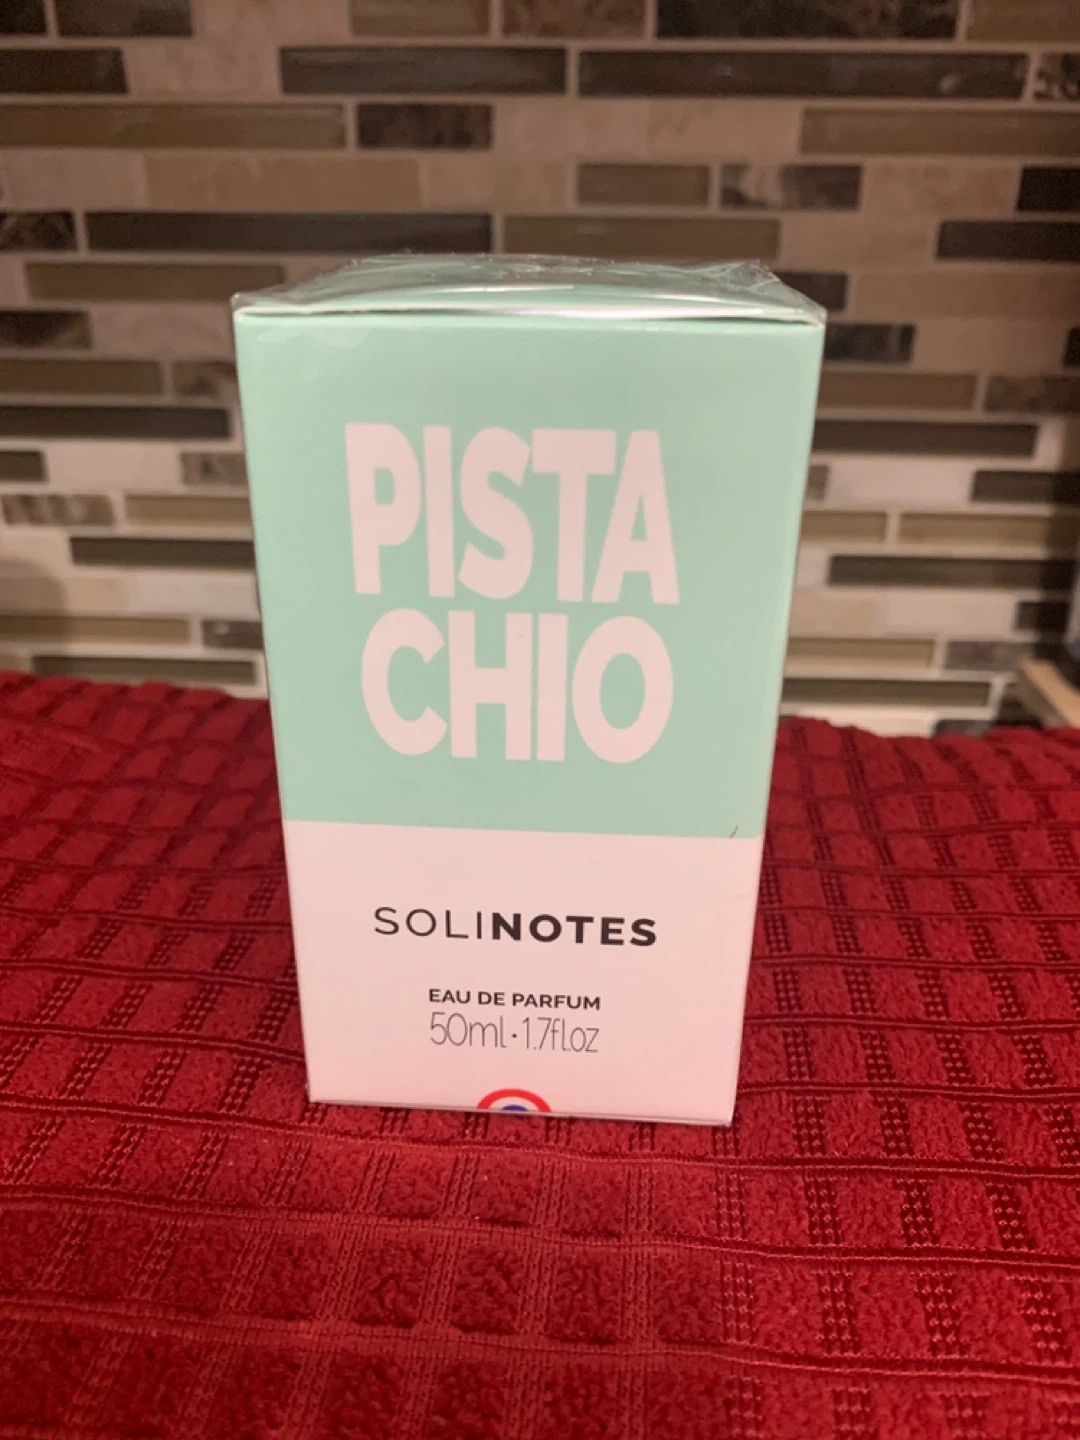 PISTA
CHIO
SOLINOTES
EAU DE PARFUM
50ml·1.7fl.oz